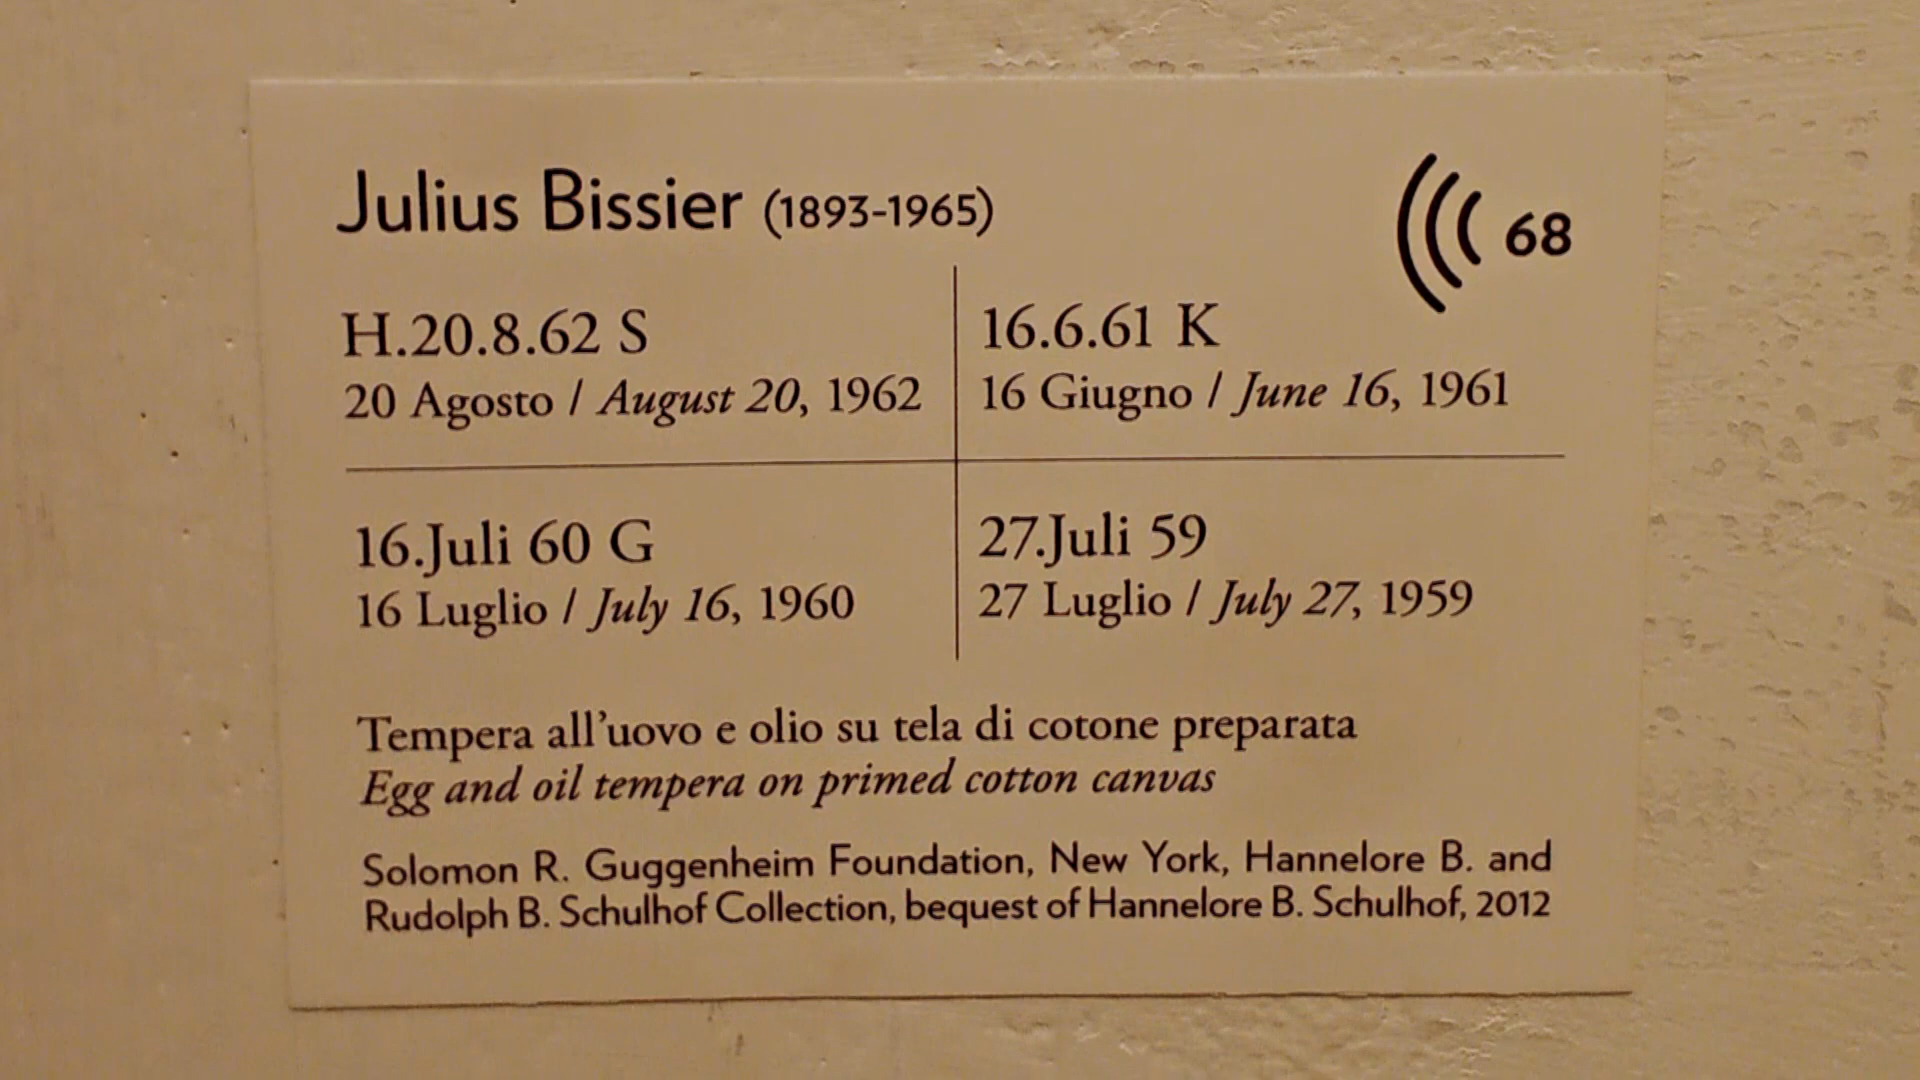 Julius Bissier (1893-1965)
68
H.20.8.62 S
20 Agosto / August 20, 1962
16.6.61 K
16 Giugno / June 16, 1961
16.Juli 60 G
16 Luglio / July 16, 1960
27.Juli 59
27 Luglio / July 27, 1959
Tempera all'uovo e olio su tela di cotone preparata
Egg and oil tempera on primed cotton canvas
Solomon R. Guggenheim Foundation, New York, Hannelore B. and
Rudolph B. Schulhof Collection, bequest of Hannelore B. Schulhof, 2012